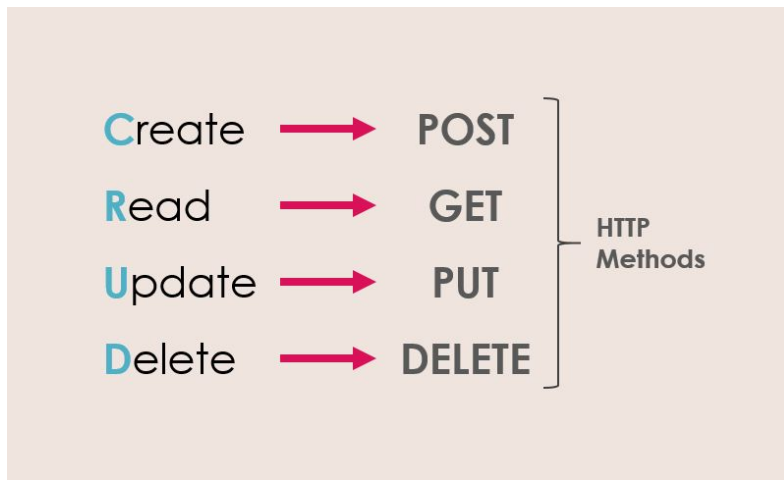 Create POST
Read GET
Update PUT
Delete DELETE
HTTP
Methods